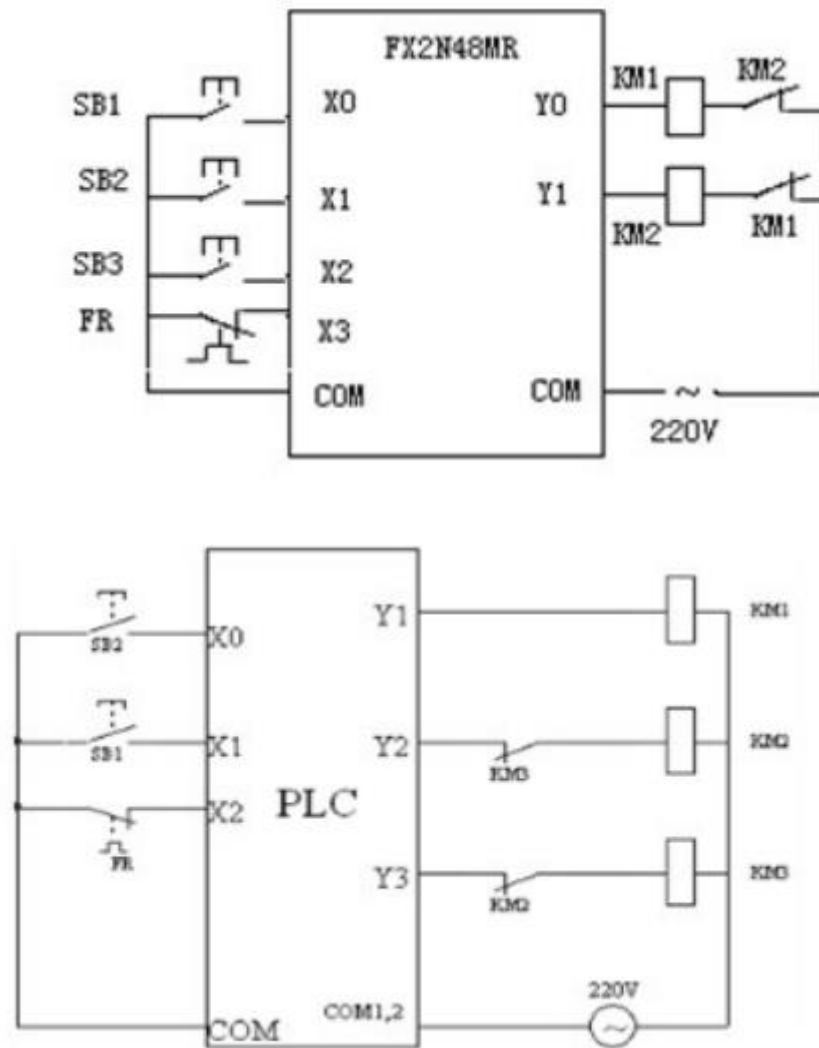 FX2N48MR
SB1 X0 Y0 KM1 KM2
SB2 X1 Y1 KM2 KM1
SB3 X2
FR X3
COM COM
220V
SB2 X0 Y1 KM1
SB1 X1 Y2 KM3 KM2
X2 PLC
FR Y3 KM2 KM3
220V
COM COM1,2